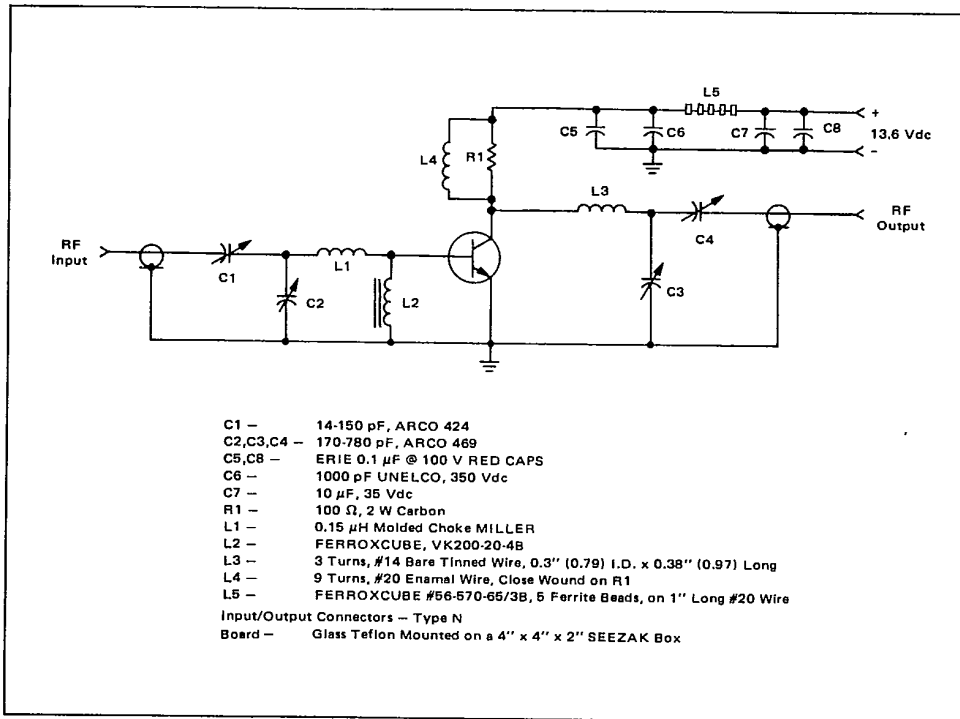 L5
+
C5
C6
C7
C8
13.6 Vdc
–
L4
R1
L3
RF
Output
C4
RF
Input
C1
L1
C2
L2
C3
C1 – 14-150 pF, ARCO 424
C2,C3,C4 – 170-780 pF, ARCO 469
C5,C8 – ERIE 0.1 μF @ 100 V RED CAPS
C6 – 1000 pF UNELCO, 350 Vdc
C7 – 10 μF, 35 Vdc
R1 – 100 Ω, 2 W Carbon
L1 – 0.15 μH Molded Choke MILLER
L2 – FERROXCUBE, VK200-20-4B
L3 – 3 Turns, #14 Bare Tinned Wire, 0.3'' (0.79) I.D. x 0.38'' (0.97) Long
L4 – 9 Turns, #20 Enamal Wire, Close Wound on R1
L5 – FERROXCUBE #56-570-65/3B, 5 Ferrite Beads, on 1'' Long #20 Wire
Input/Output Connectors – Type N
Board – Glass Teflon Mounted on a 4'' x 4'' x 2'' SEEZAK Box